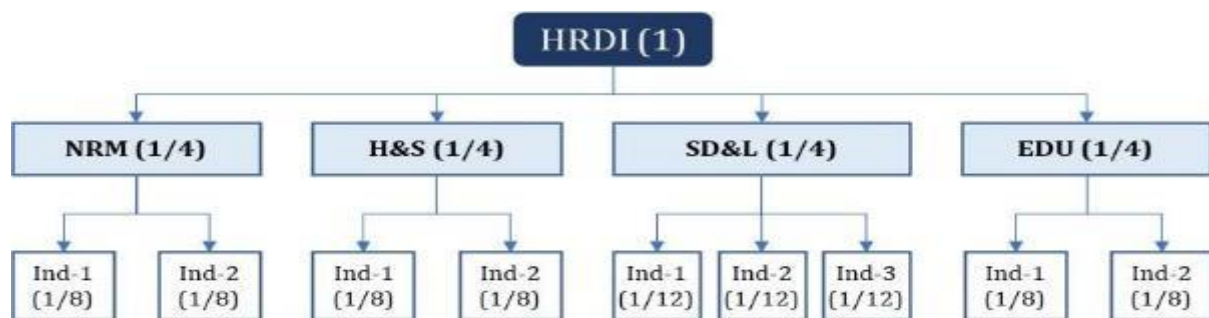 HRDI (1)
NRM (1/4)
H&S (1/4)
SD&L (1/4)
EDU (1/4)
Ind-1
(1/8)
Ind-2
(1/8)
Ind-1
(1/8)
Ind-2
(1/8)
Ind-1
(1/12)
Ind-2
(1/12)
Ind-3
(1/12)
Ind-1
(1/8)
Ind-2
(1/8)